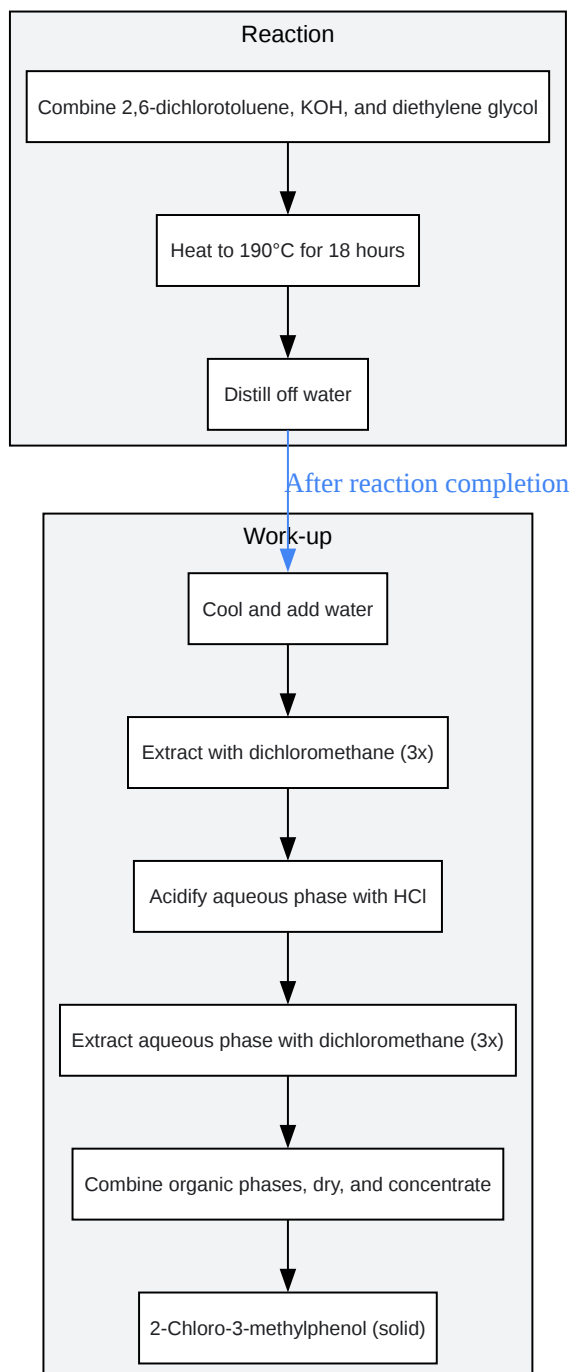 Reaction
Combine 2,6-dichlorotoluene, KOH, and diethylene glycol
Heat to 190°C for 18 hours
Distill off water
After reaction completion
Work-up
Cool and add water
Extract with dichloromethane (3x)
Acidify aqueous phase with HCl
Extract aqueous phase with dichloromethane (3x)
Combine organic phases, dry, and concentrate
2-Chloro-3-methylphenol (solid)